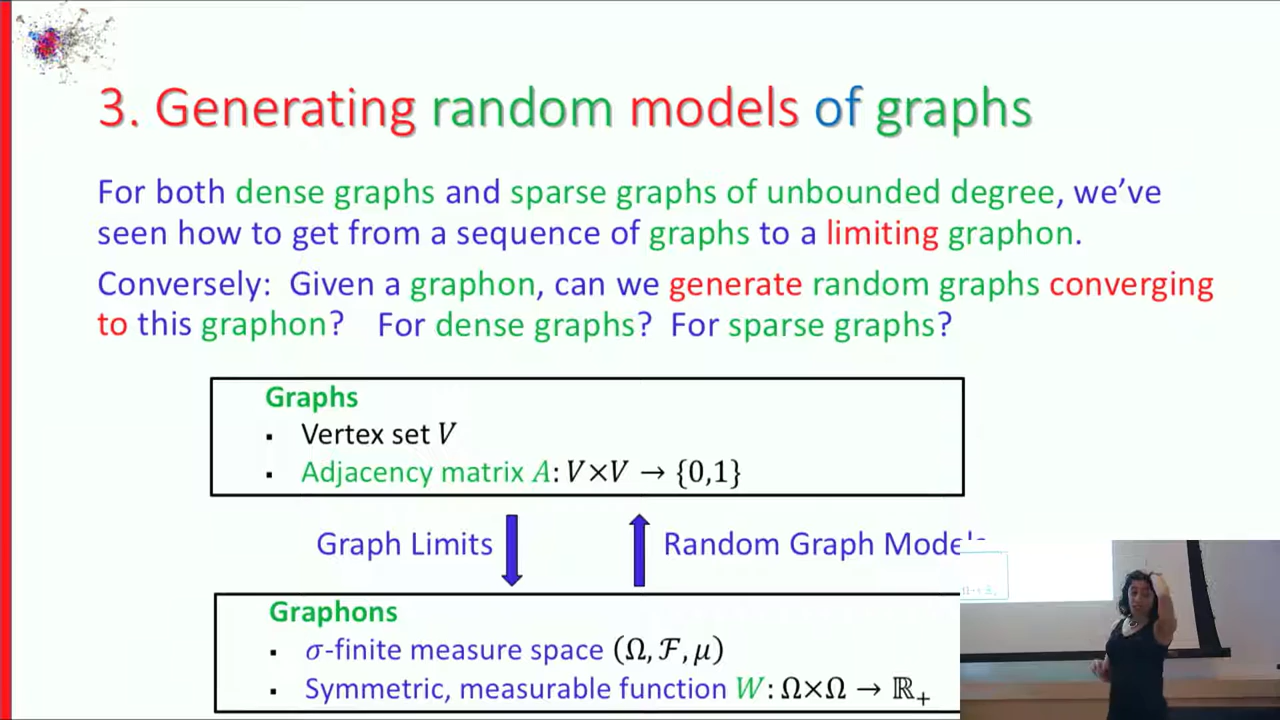 3. Generating random models of graphs
For both dense graphs and sparse graphs of unbounded degree, we’ve
seen how to get from a sequence of graphs to a limiting graphon.
Conversely: Given a graphon, can we generate random graphs converging
to this graphon? For dense graphs? For sparse graphs?
Graphs
▪ Vertex set V
▪ Adjacency matrix A: V×V → {0,1}
Graph Limits
Random Graph Models
Graphons
▪ σ-finite measure space (Ω, ℱ, μ)
▪ Symmetric, measurable function W: Ω×Ω → ℝ₊